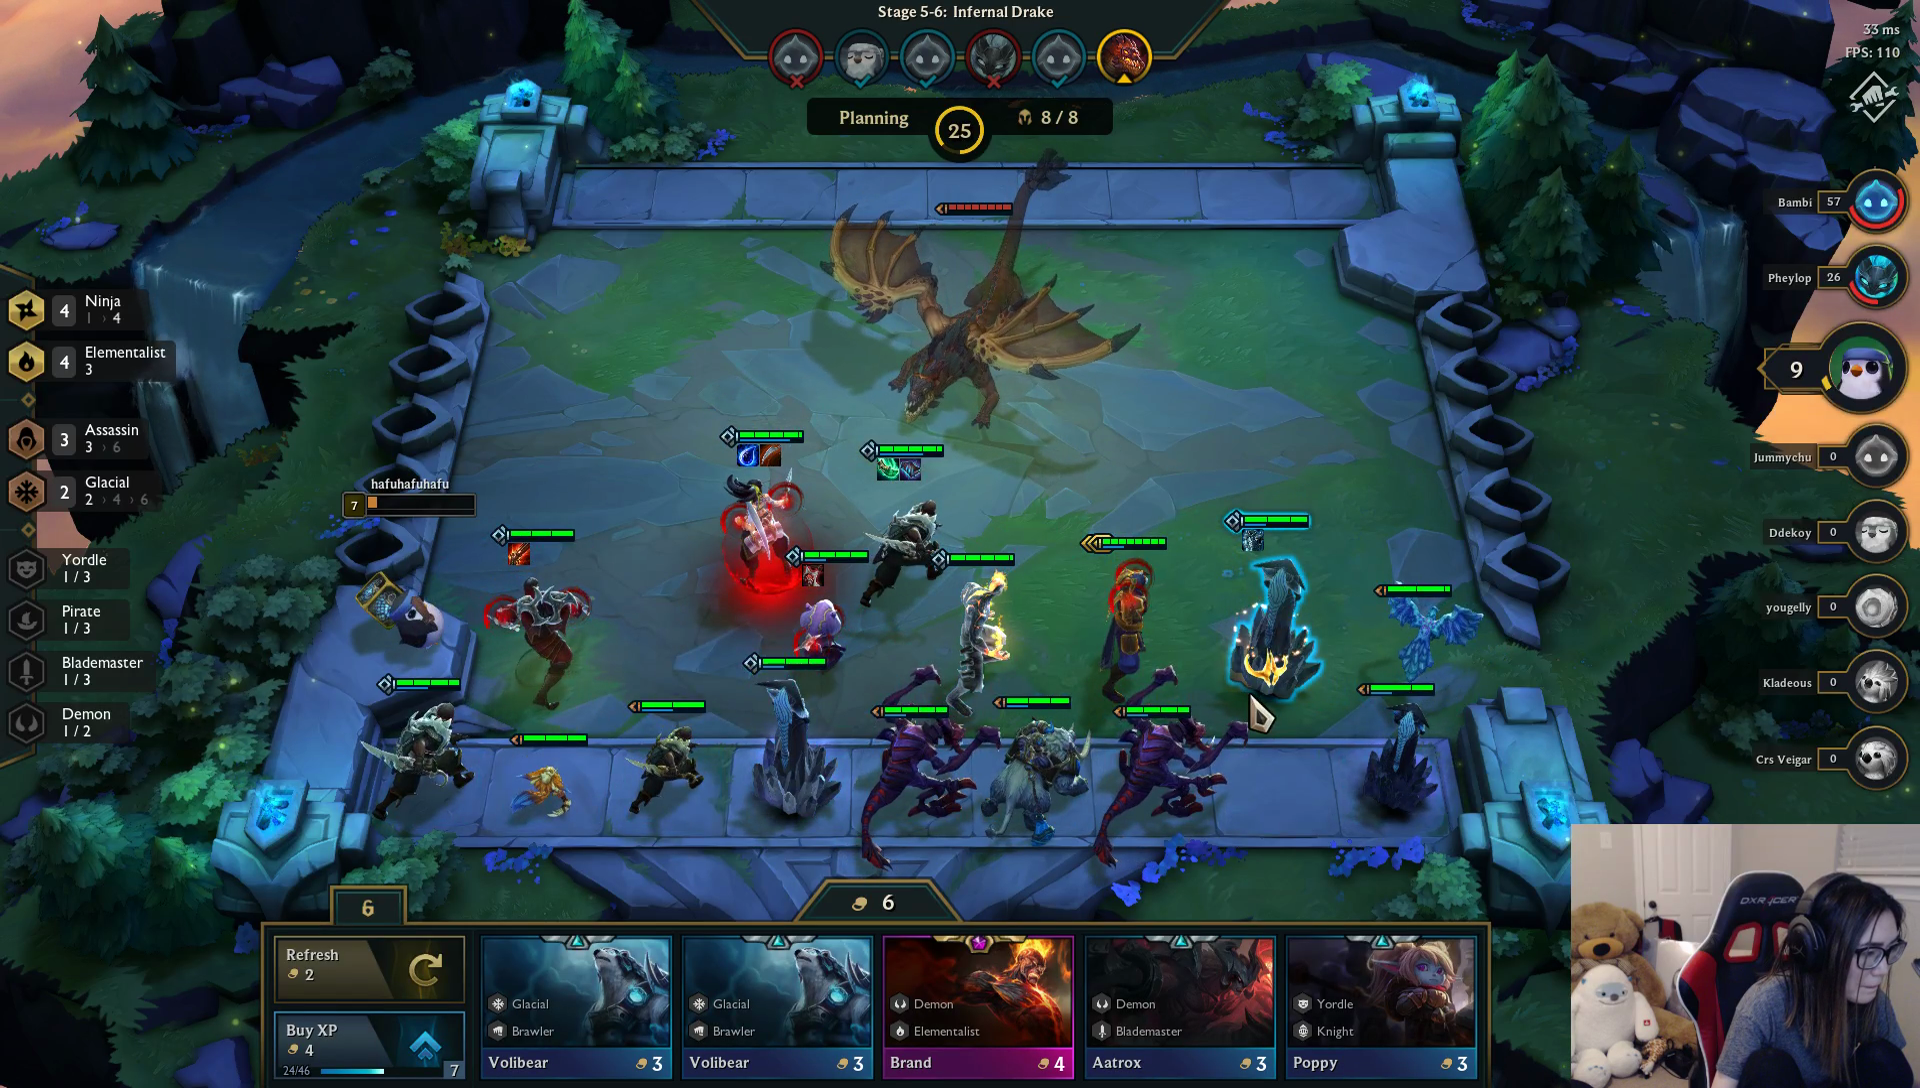 Stage 5-6: Infernal Drake
33 ms
FPS: 110
Planning
25
8 / 8
Bambi 57
Pheylop 26
9
Jummychu 0
Ddekoy 0
yougelly 0
Kladeous 0
Crs Veigar 0
4 Ninja
1 › 4
4 Elementalist
3
3 Assassin
3 › 6
2 Glacial
2 › 4 › 6
Yordle
1 / 3
Pirate
1 / 3
Blademaster
1 / 3
Demon
1 / 2
hafuhafuhafu
7
6
6
Refresh
2
Buy XP
4
24/46
7
Glacial
Brawler
Volibear 3
Glacial
Brawler
Volibear 3
Demon
Elementalist
Brand 4
Demon
Blademaster
Aatrox 3
Yordle
Knight
Poppy 3
DXRACER